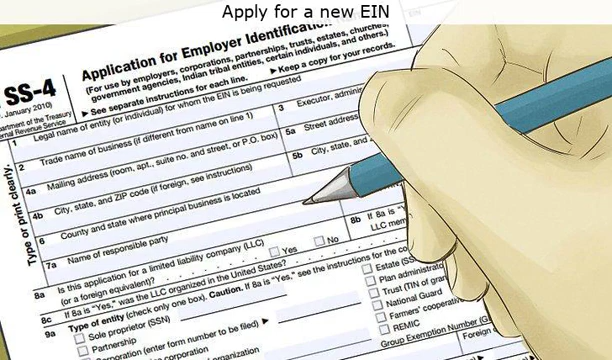 Apply for a new EIN
SS-4
January 2010)
Department of the Treasury
Revenue Service
Application for Employer
(For use by employers, corporations, partnerships, trusts, estates, churches,
government agencies, Indian tribal entities, certain individuals, and others.)
▶ See separate instructions for each line. ▶ Keep a copy for your records.
Type or print clearly.
1 Legal name of entity (or individual) for whom the EIN is being requested
2 Trade name of business (if different from name on line 1)
3 Executor,
4a Mailing address (room, apt., suite no. and street, or P.O. box)
5a Street address
4b City, state, and ZIP code (if foreign, see instructions)
5b City, state, and
6 County and state where principal business is located
7a Name of responsible party
8a Is this application for a limited liability company (LLC)
(or a foreign equivalent)? Yes No
8b If 8a is
LLC
8c If 8a is "Yes," was the LLC organized in the United States?
9a Type of entity (check only one box). Caution. If 8a is "Yes," see the instructions for the
Sole proprietor (SSN)
Partnership
Corporation (enter form number to be filed) ▶
Estate
Plan
Trust (TIN of
National Guard
Farmers'
REMIC
Group Exemption Number